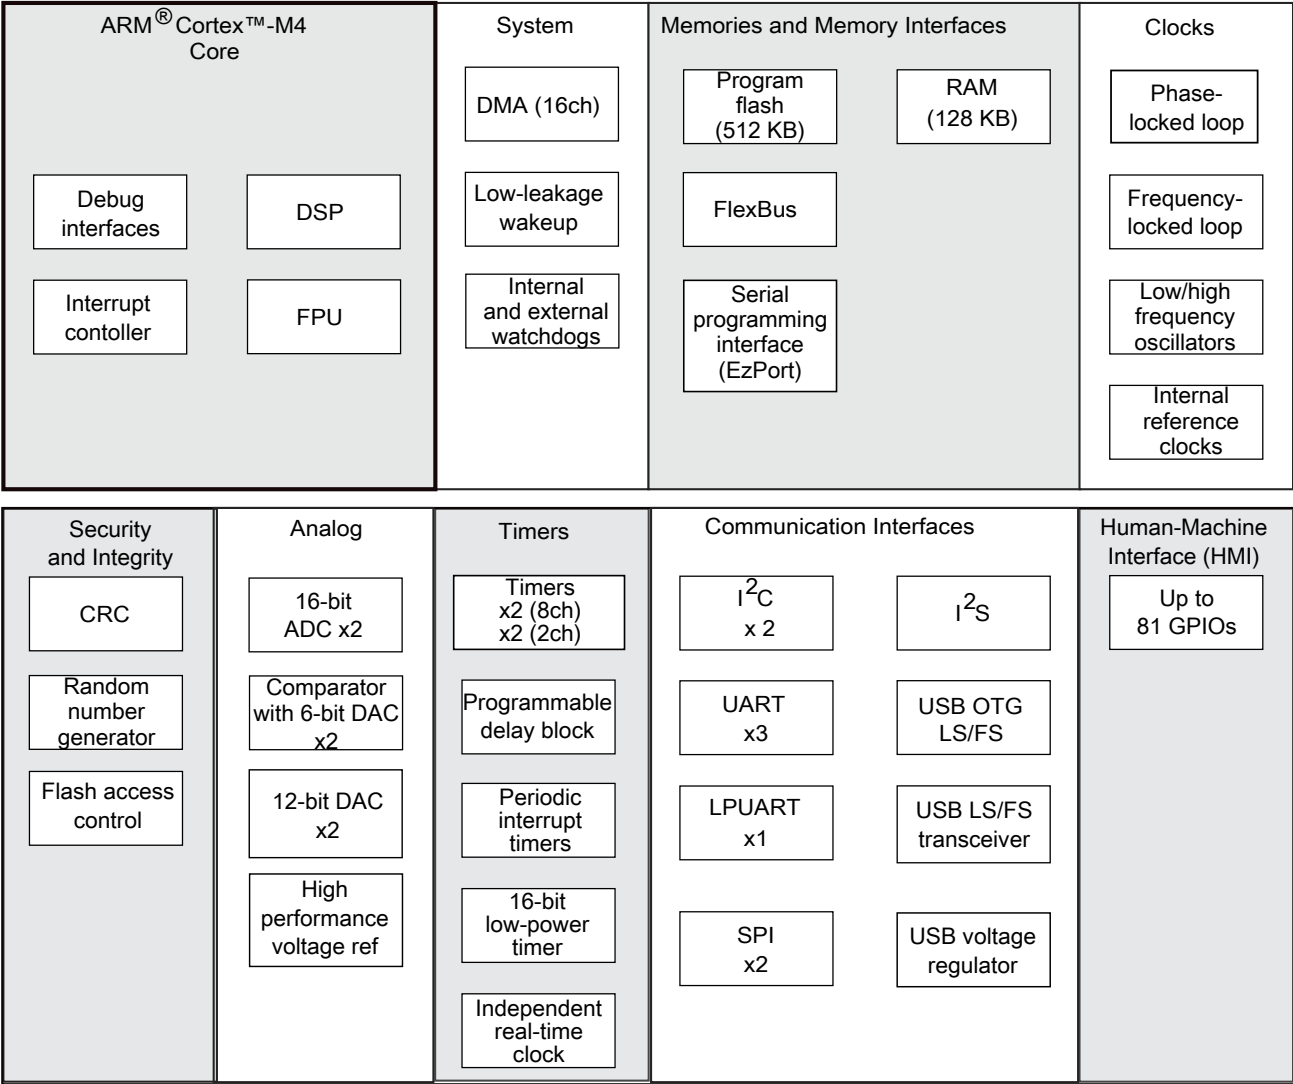 ARM®Cortex™-M4
Core
Debug
interfaces
DSP
Interrupt
contoller
FPU
System
DMA (16ch)
Low-leakage
wakeup
Internal
and external
watchdogs
Memories and Memory Interfaces
Program
flash
(512 KB)
RAM
(128 KB)
FlexBus
Serial
programming
interface
(EzPort)
Clocks
Phase-
locked loop
Frequency-
locked loop
Low/high
frequency
oscillators
Internal
reference
clocks
Security
and Integrity
CRC
Random
number
generator
Flash access
control
Analog
16-bit
ADC x2
Comparator
with 6-bit DAC
x2
12-bit DAC
x2
High
performance
voltage ref
Timers
Timers
x2 (8ch)
x2 (2ch)
Programmable
delay block
Periodic
interrupt
timers
16-bit
low-power
timer
Independent
real-time
clock
Communication Interfaces
I²C
x 2
I²S
UART
x3
USB OTG
LS/FS
LPUART
x1
USB LS/FS
transceiver
SPI
x2
USB voltage
regulator
Human-Machine
Interface (HMI)
Up to
81 GPIOs